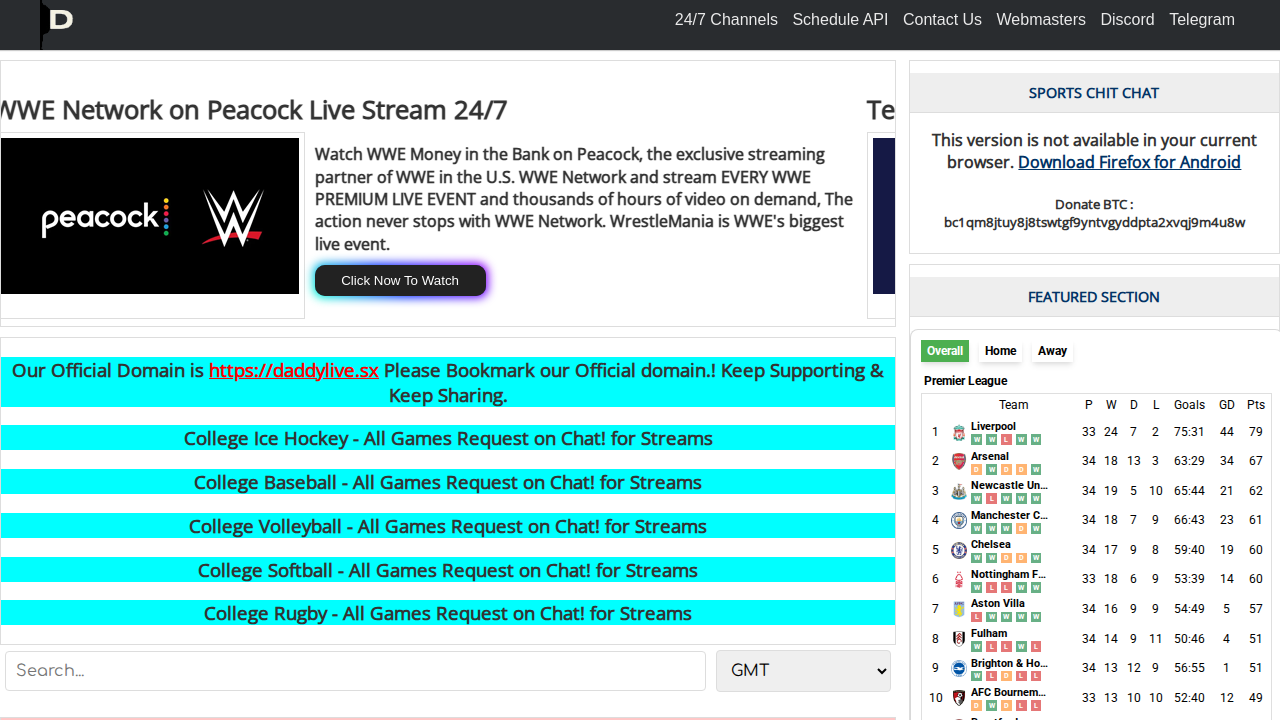 D
24/7 Channels Schedule API Contact Us Webmasters Discord Telegram
WWE Network on Peacock Live Stream 24/7
Te
peacock W
Watch WWE Money in the Bank on Peacock, the exclusive streaming
partner of WWE in the U.S. WWE Network and stream EVERY WWE
PREMIUM LIVE EVENT and thousands of hours of video on demand, The
action never stops with WWE Network. WrestleMania is WWE's biggest
live event.
Click Now To Watch
Our Official Domain is https://daddylive.sx Please Bookmark our Official domain.! Keep Supporting &
Keep Sharing.
College Ice Hockey - All Games Request on Chat! for Streams
College Baseball - All Games Request on Chat! for Streams
College Volleyball - All Games Request on Chat! for Streams
College Softball - All Games Request on Chat! for Streams
College Rugby - All Games Request on Chat! for Streams
Search...
GMT
SPORTS CHIT CHAT
This version is not available in your current
browser. Download Firefox for Android
Donate BTC :
bc1qm8jtuy8j8tswtgf9yntvgyddpta2xvqj9m4u8w
FEATURED SECTION
Overall Home Away
Premier League
Team P W D L Goals GD Pts
1 Liverpool 33 24 7 2 75:31 44 79
W W L W W
2 Arsenal 34 18 13 3 63:29 34 67
D W D D W
3 Newcastle Un... 34 19 5 10 65:44 21 62
W L W W W
4 Manchester C... 34 18 7 9 66:43 23 61
W W W D W
5 Chelsea 34 17 9 8 59:40 19 60
W W D D W
6 Nottingham F... 33 18 6 9 53:39 14 60
W L L W W
7 Aston Villa 34 16 9 9 54:49 5 57
L W W W W
8 Fulham 34 14 9 11 50:46 4 51
W L L W L
9 Brighton & Ho... 34 13 12 9 56:55 1 51
W L D L L
10 AFC Bournem... 33 13 10 10 52:40 12 49
D W D L L